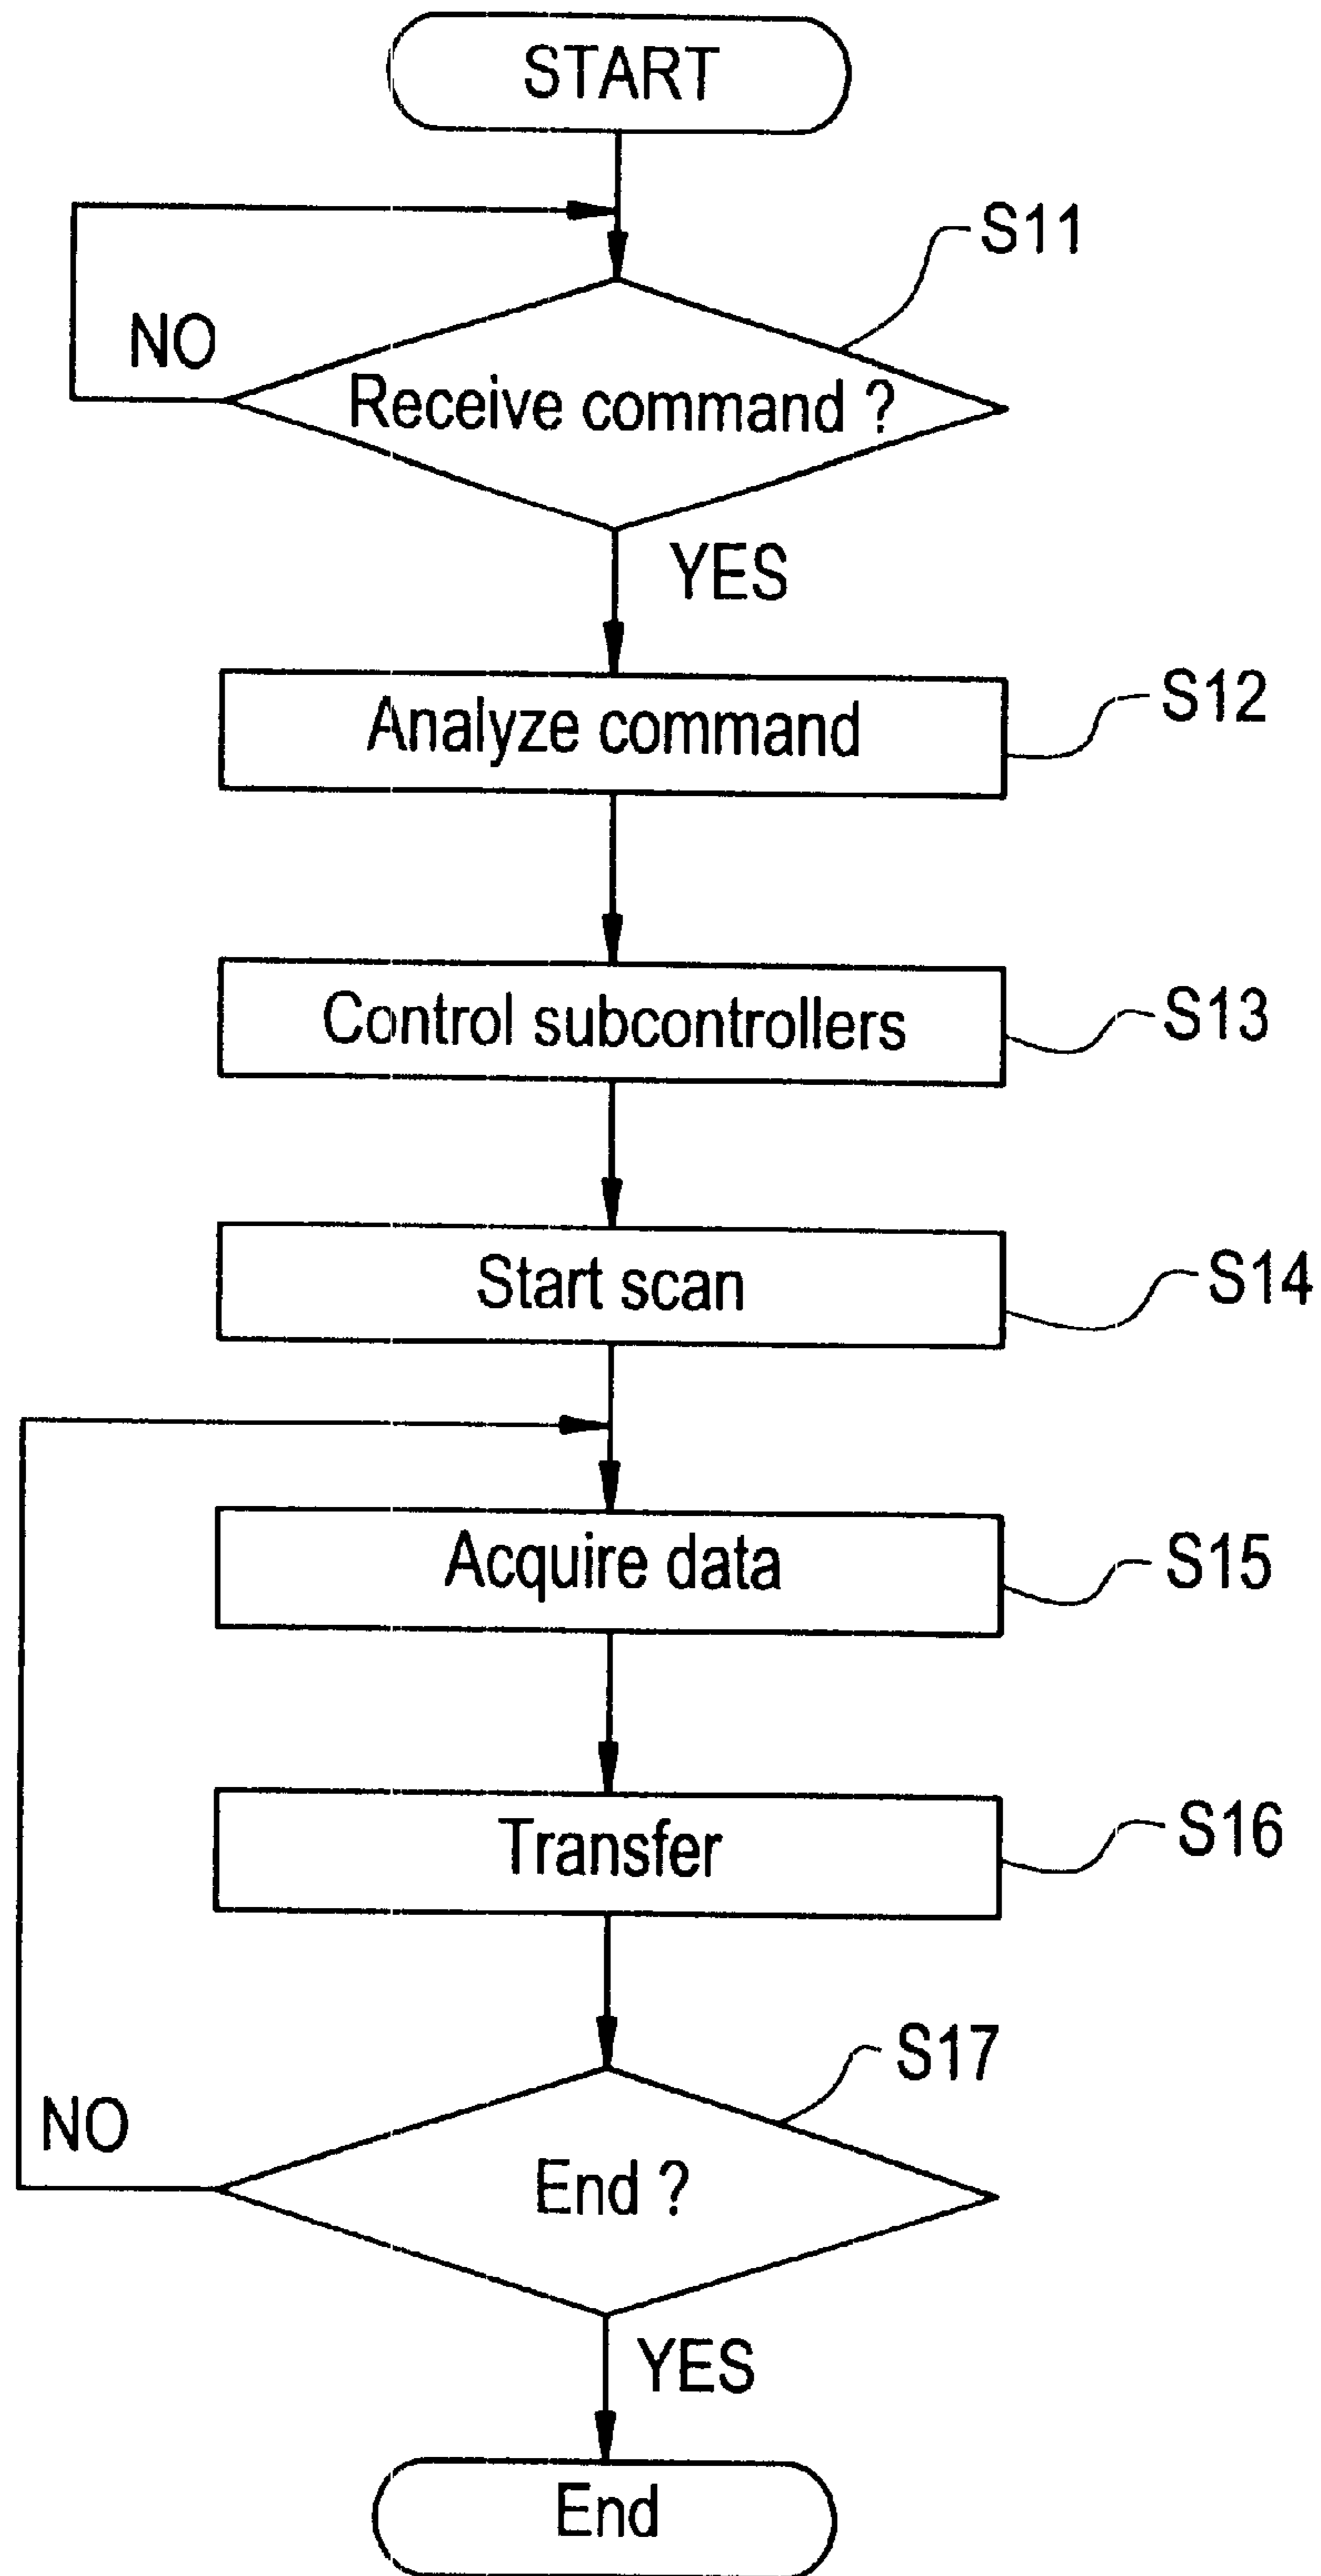 START
S11
NO
Receive command ?
YES
Analyze command
S12
Control subcontrollers
S13
Start scan
S14
Acquire data
S15
Transfer
S16
S17
NO
End ?
YES
End